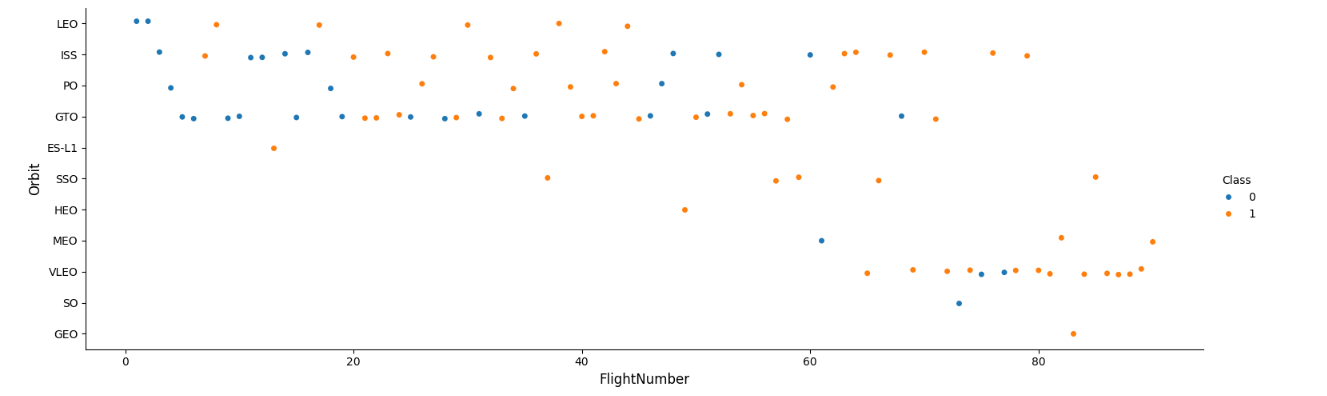 LEO
ISS
PO
GTO
ES-L1
SSO
HEO
MEO
VLEO
SO
GEO
Orbit
0 20 40 60 80
FlightNumber
Class
0
1